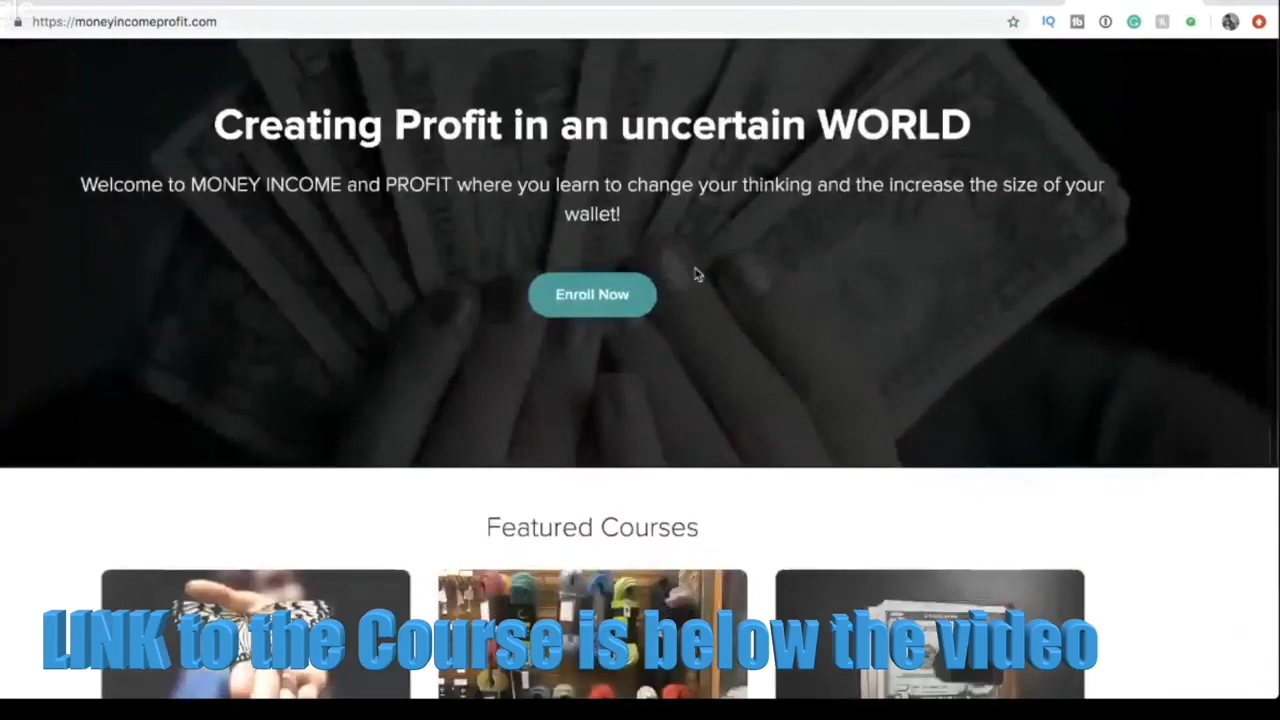 https://moneyincomeprofit.com
Creating Profit in an uncertain WORLD
Welcome to MONEY INCOME and PROFIT where you learn to change your thinking and the increase the size of your
wallet!
Enroll Now
Featured Courses
LINK to the Course is below the video